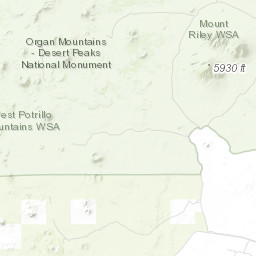 Mount
Riley WSA
Organ Mountains
- Desert Peaks
National Monument
5930 ft
est Potrillo
untains WSA